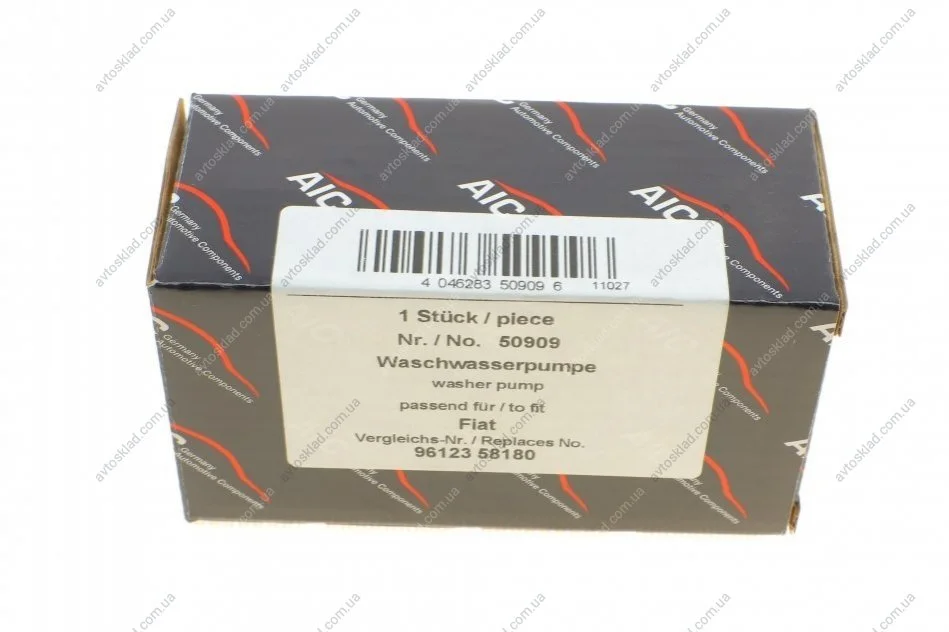 AIC
Germany
Automotive Components
4 046283 50909 6 11027
1 Stück / piece
Nr. / No. 50909
Waschwasserpumpe
washer pump
passend für / to fit
Fiat
Vergleichs-Nr. / Replaces No.
96123 58180
avtosklad.com.ua